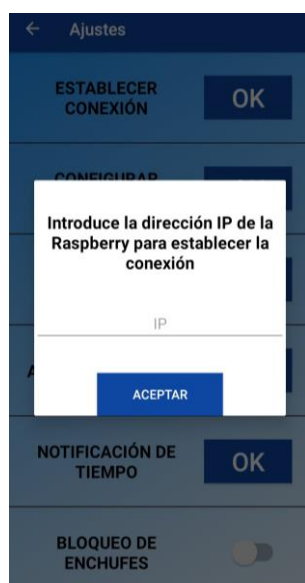 Ajustes
ESTABLECER
CONEXIÓN
OK
CONFIGURAR
Introduce la dirección IP de la
Raspberry para establecer la
conexión
IP
ACEPTAR
NOTIFICACIÓN DE
TIEMPO
OK
BLOQUEO DE
ENCHUFES